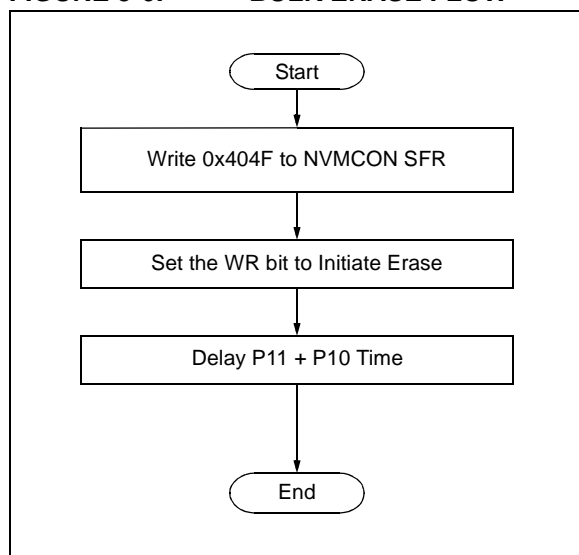 Start
Write 0x404F to NVMCON SFR
Set the WR bit to Initiate Erase
Delay P11 + P10 Time
End